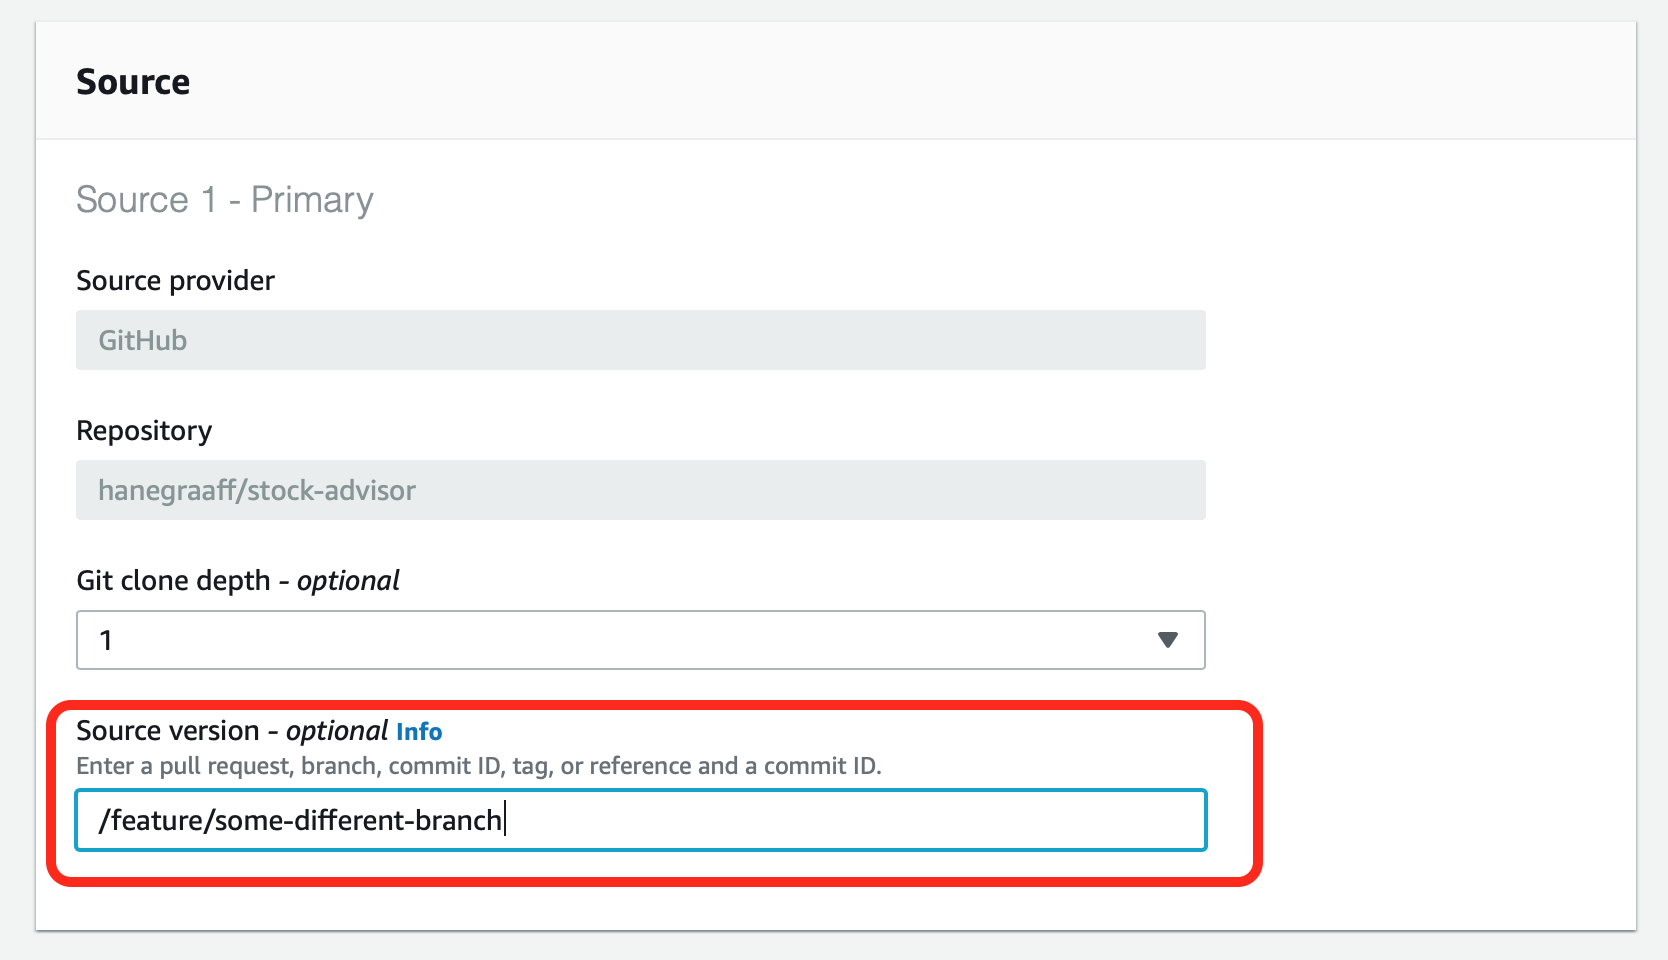 Source
Source 1 - Primary
Source provider
GitHub
Repository
hanegraaff/stock-advisor
Git clone depth - optional
1
Source version - optional Info
Enter a pull request, branch, commit ID, tag, or reference and a commit ID.
/feature/some-different-branch